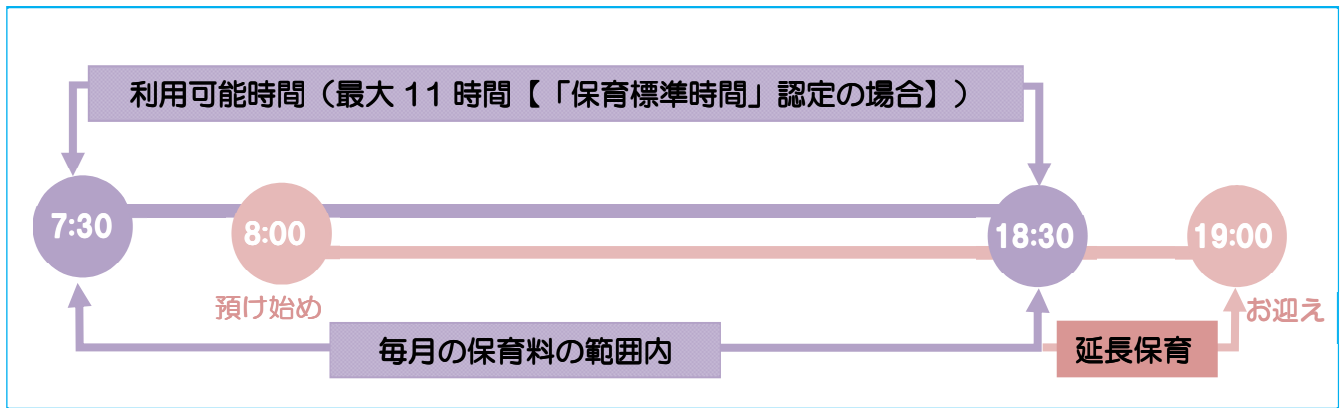 利用可能時間（最大 11 時間【「保育標準時間」認定の場合】）
7:30
8:00
18:30
19:00
預け始め
お迎え
毎月の保育料の範囲内
延長保育